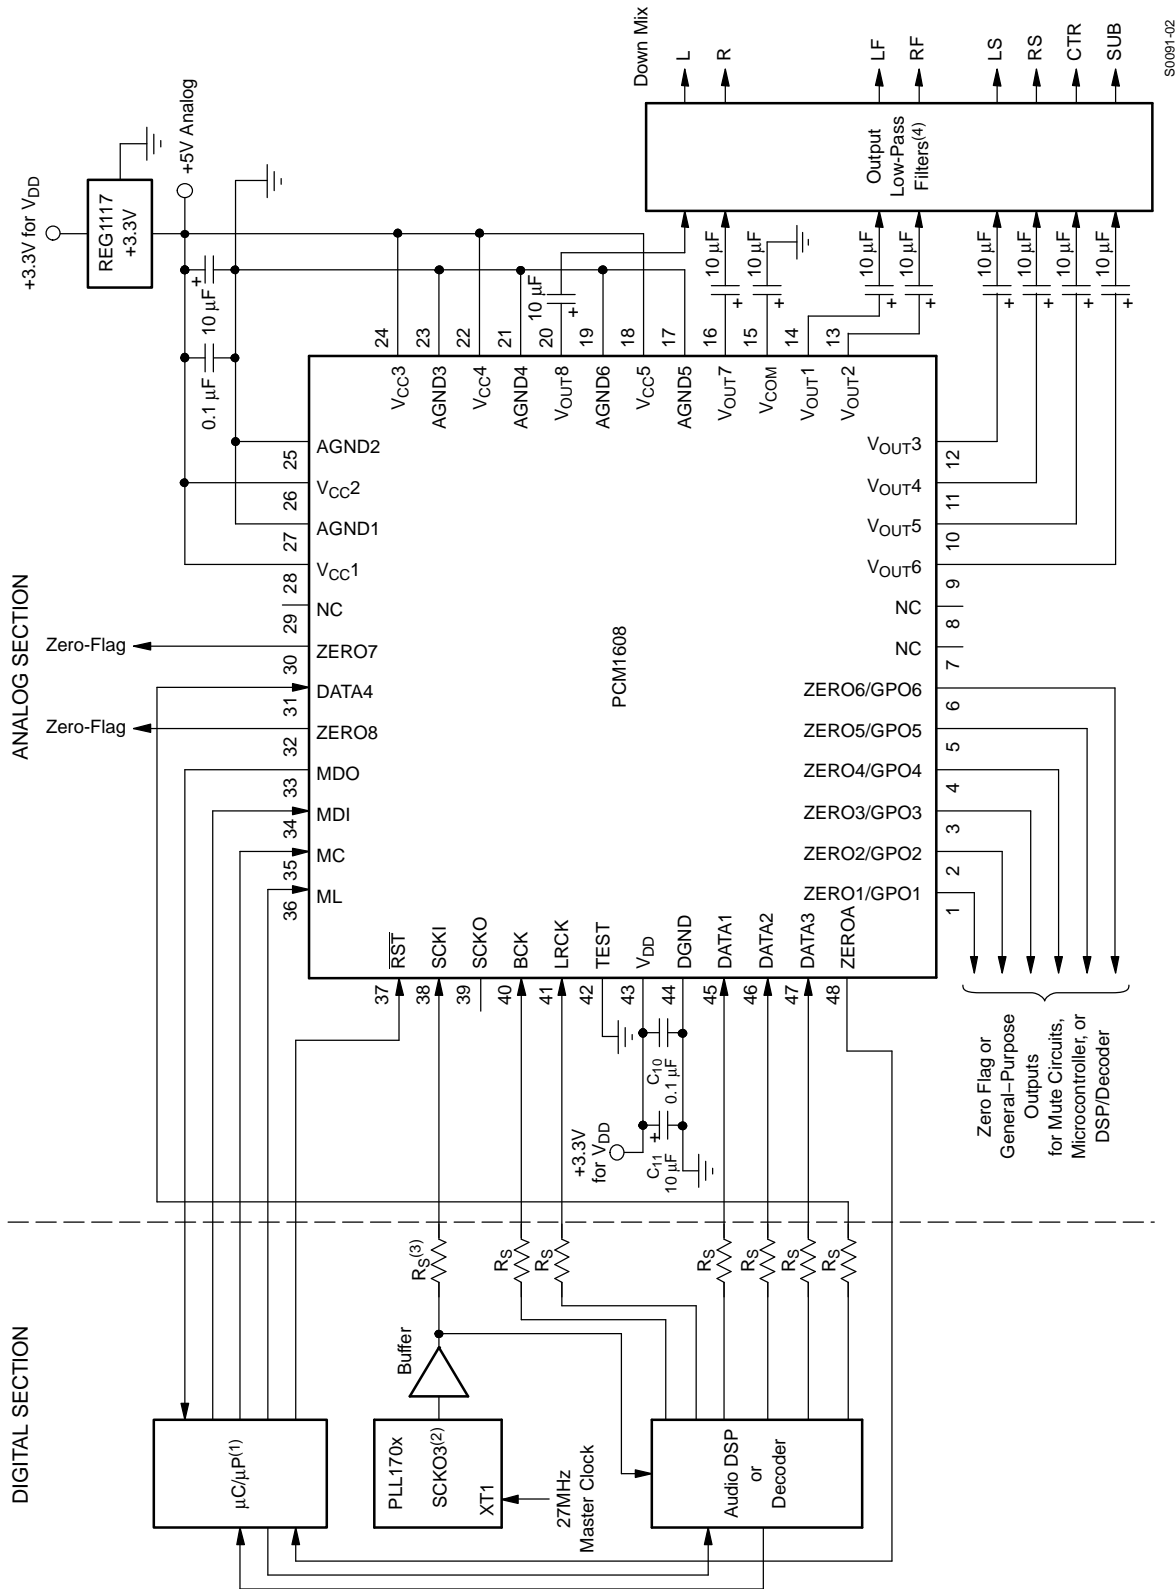 DIGITAL SECTION
ANALOG SECTION
µC/µP(1)
PLL170x
SCKO3(2)
XT1
27MHz
Master Clock
Buffer
Audio DSP
or
Decoder
RS(3)
RS
RS
RS
RS
RS
RS
+3.3V
for VDD
C11
10 µF
+
C10
0.1 µF
PCM1608
36
ML
35
MC
34
MDI
33
MDO
32
ZERO8
31
DATA4
30
ZERO7
29
NC
28
VCC1
27
AGND1
26
VCC2
25
AGND2
Zero-Flag
Zero-Flag
37
RST
38
SCKI
39
SCKO
40
BCK
41
LRCK
42
TEST
43
VDD
44
DGND
45
DATA1
46
DATA2
47
DATA3
48
ZEROA
ZERO1/GPO1
1
ZERO2/GPO2
2
ZERO3/GPO3
3
ZERO4/GPO4
4
ZERO5/GPO5
5
ZERO6/GPO6
6
NC
7
NC
8
VOUT6
9
VOUT5
10
VOUT4
11
VOUT3
12
Zero Flag or
General–Purpose
Outputs
for Mute Circuits,
Microcontroller, or
DSP/Decoder
VCC3
24
AGND3
23
VCC4
22
AGND4
21
VOUT8
20
AGND6
19
VCC5
18
AGND5
17
VOUT7
16
VCOM
15
VOUT1
14
VOUT2
13
0.1 µF
10 µF
+
+3.3V for VDD
REG1117
+3.3V
+5V Analog
10 µF
+
10 µF
+
10 µF
+
10 µF
+
10 µF
+
10 µF
+
10 µF
+
10 µF
+
10 µF
+
Output
Low-Pass
Filters(4)
Down Mix
L
R
LF
RF
LS
RS
CTR
SUB
S0091-02